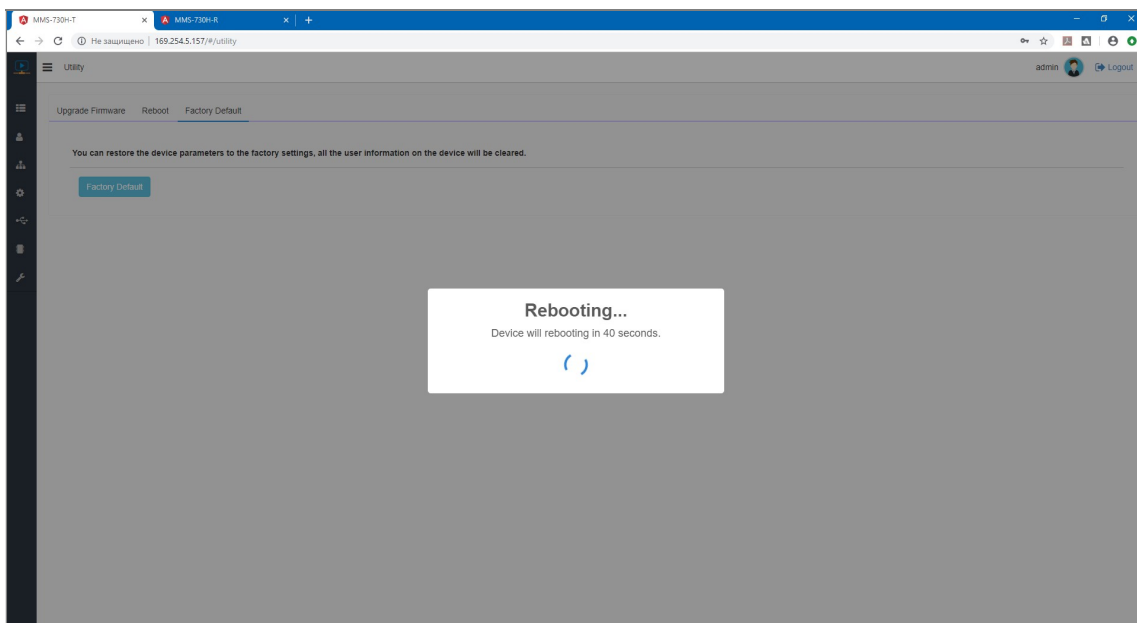 MMS-730H-T
MMS-730H-R
Не защищено | 169.254.5.157/#/utility
Utility
admin Logout
Upgrade Firmware Reboot Factory Default
You can restore the device parameters to the factory settings, all the user information on the device will be cleared.
Factory Default
Rebooting...
Device will rebooting in 40 seconds.